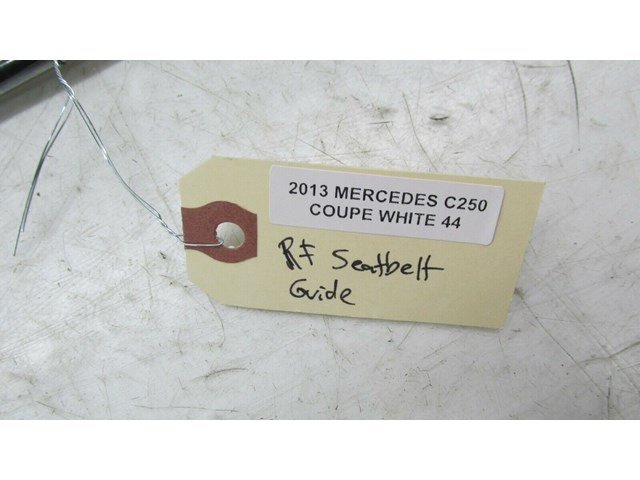 2013 MERCEDES C250
COUPE WHITE 44
RF Seatbelt
Guide